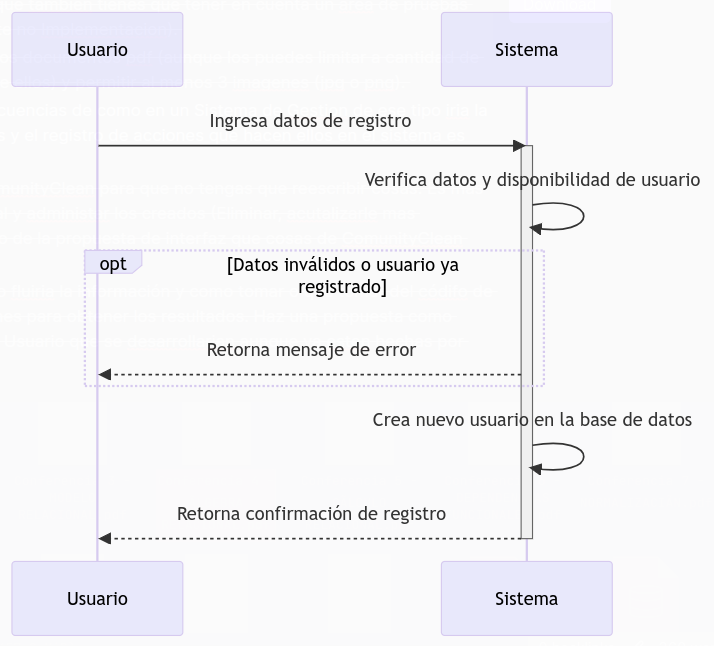 Usuario
Sistema
Ingresa datos de registro
Verifica datos y disponibilidad de usuario
opt
[Datos inválidos o usuario ya
registrado]
Retorna mensaje de error
Crea nuevo usuario en la base de datos
Retorna confirmación de registro
Usuario
Sistema